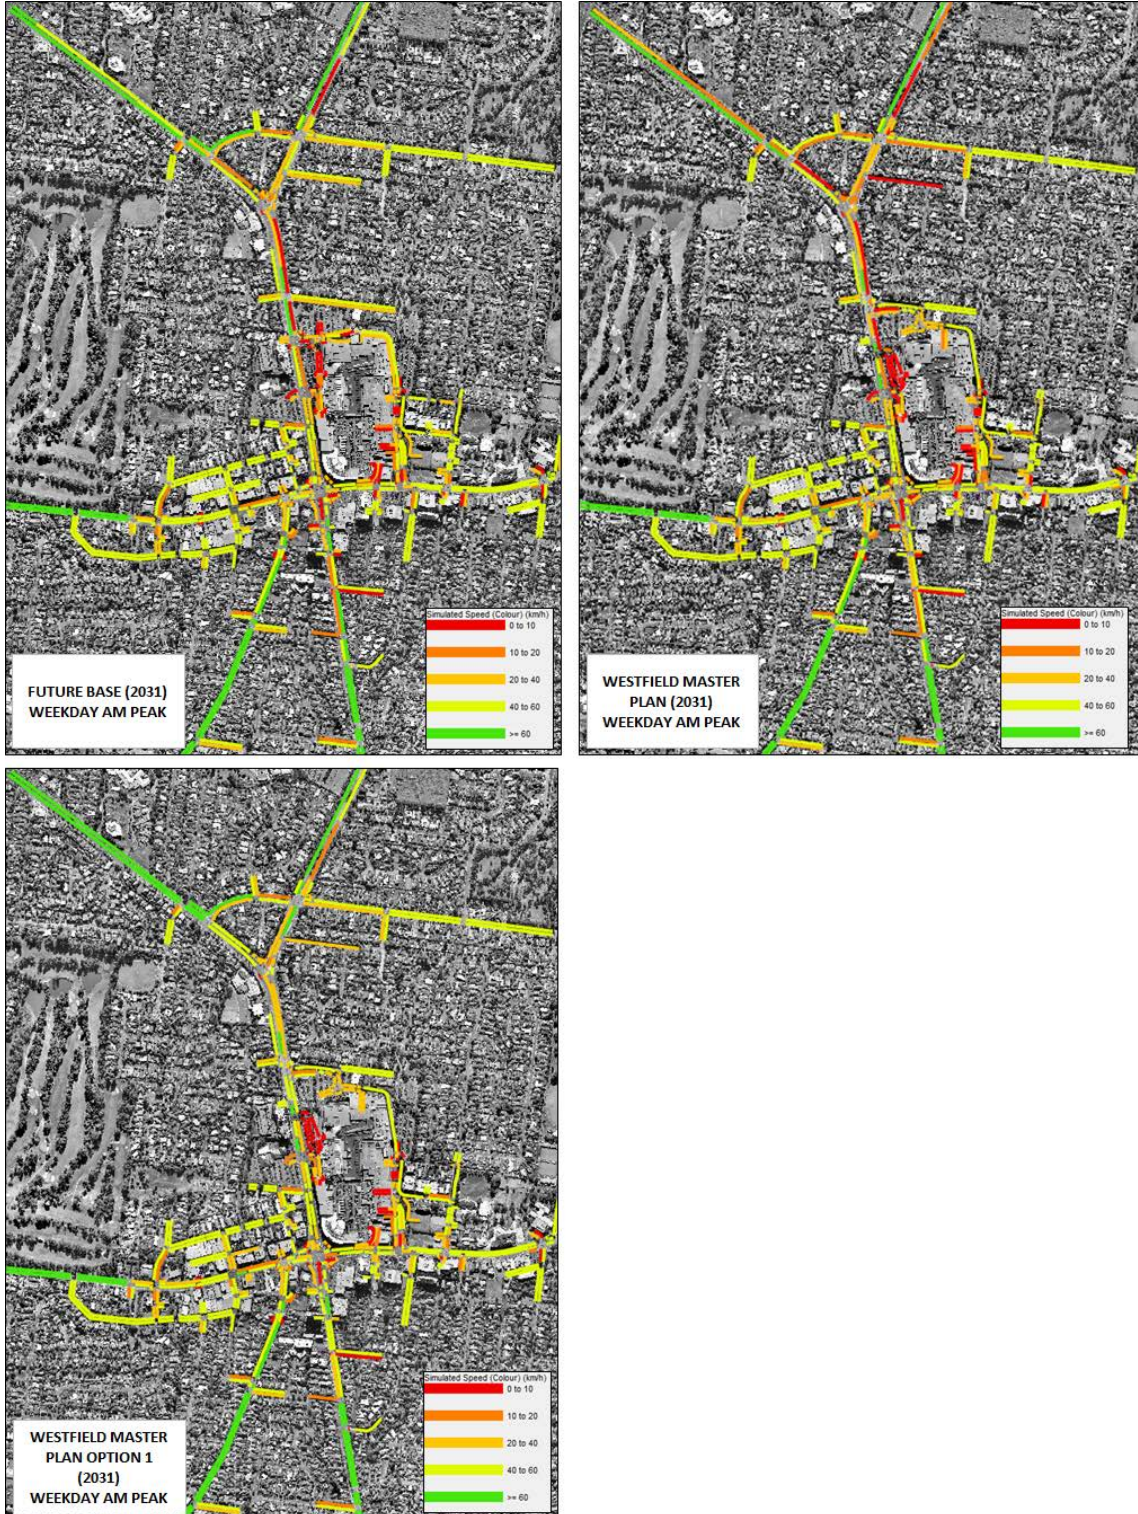 Simulated Speed (Colour) (km/h)
0 to 10
10 to 20
20 to 40
40 to 60
>= 60
FUTURE BASE (2031)
WEEKDAY AM PEAK
Simulated Speed (Colour) (km/h)
0 to 10
10 to 20
20 to 40
40 to 60
>= 60
WESTFIELD MASTER
PLAN (2031)
WEEKDAY AM PEAK
Simulated Speed (Colour) (km/h)
0 to 10
10 to 20
20 to 40
40 to 60
>= 60
WESTFIELD MASTER
PLAN OPTION 1
(2031)
WEEKDAY AM PEAK